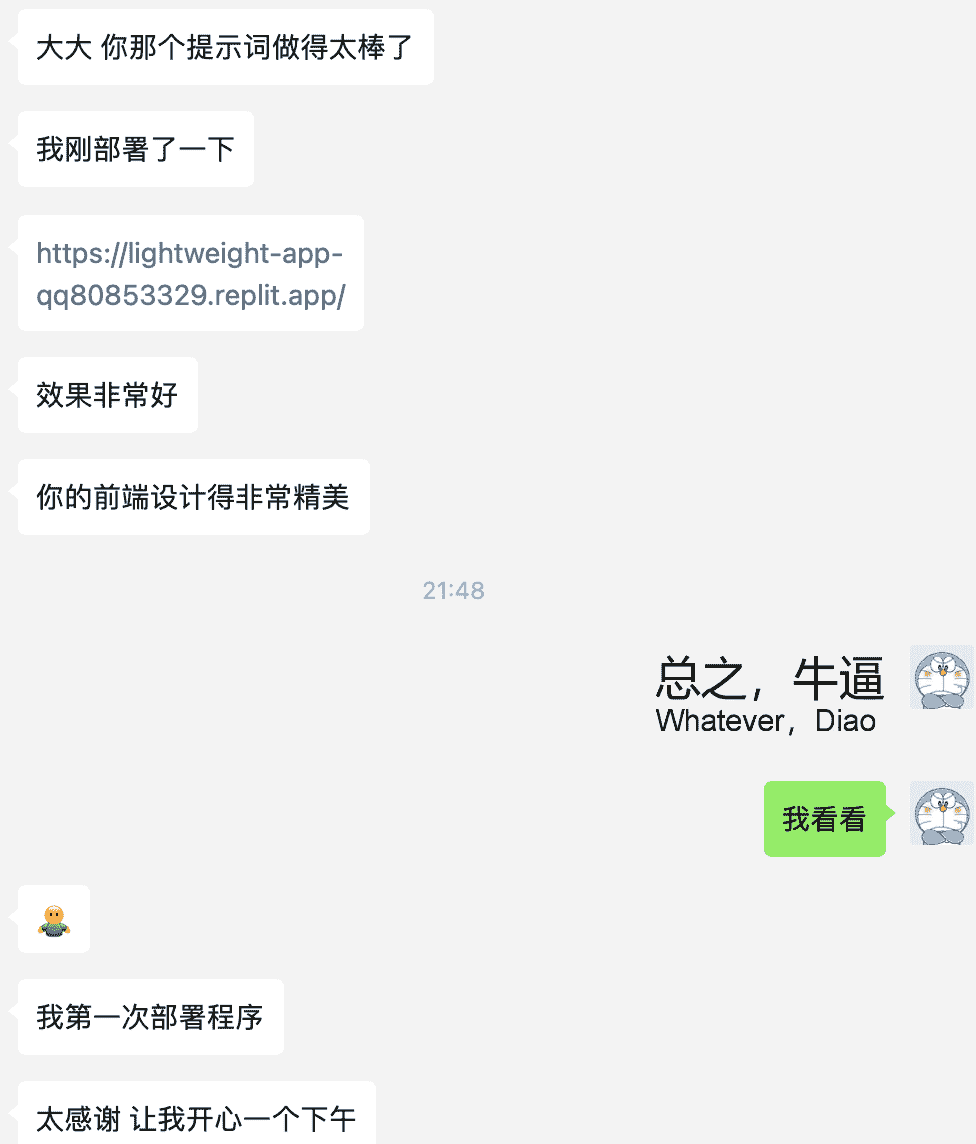 大大 你那个提示词做得太棒了
我刚部署了一下
https://lightweight-app-
qq80853329.replit.app/
效果非常好
你的前端设计得非常精美
21:48
总之，牛逼
Whatever，Diao
我看看
我第一次部署程序
太感谢 让我开心一个下午